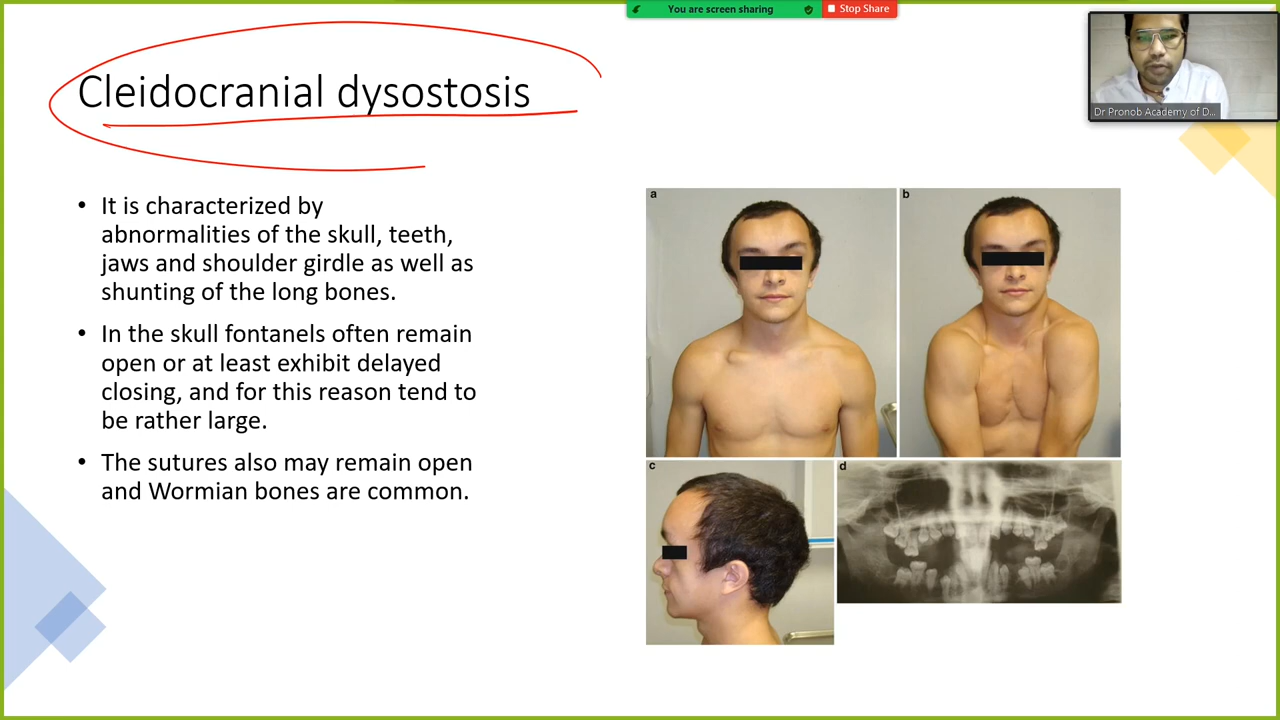 You are screen sharing
Stop Share
Cleidocranial dysostosis
Dr Pronob Academy of D...
• It is characterized by
abnormalities of the skull, teeth,
jaws and shoulder girdle as well as
shunting of the long bones.
• In the skull fontanels often remain
open or at least exhibit delayed
closing, and for this reason tend to
be rather large.
• The sutures also may remain open
and Wormian bones are common.
a
b
c
d